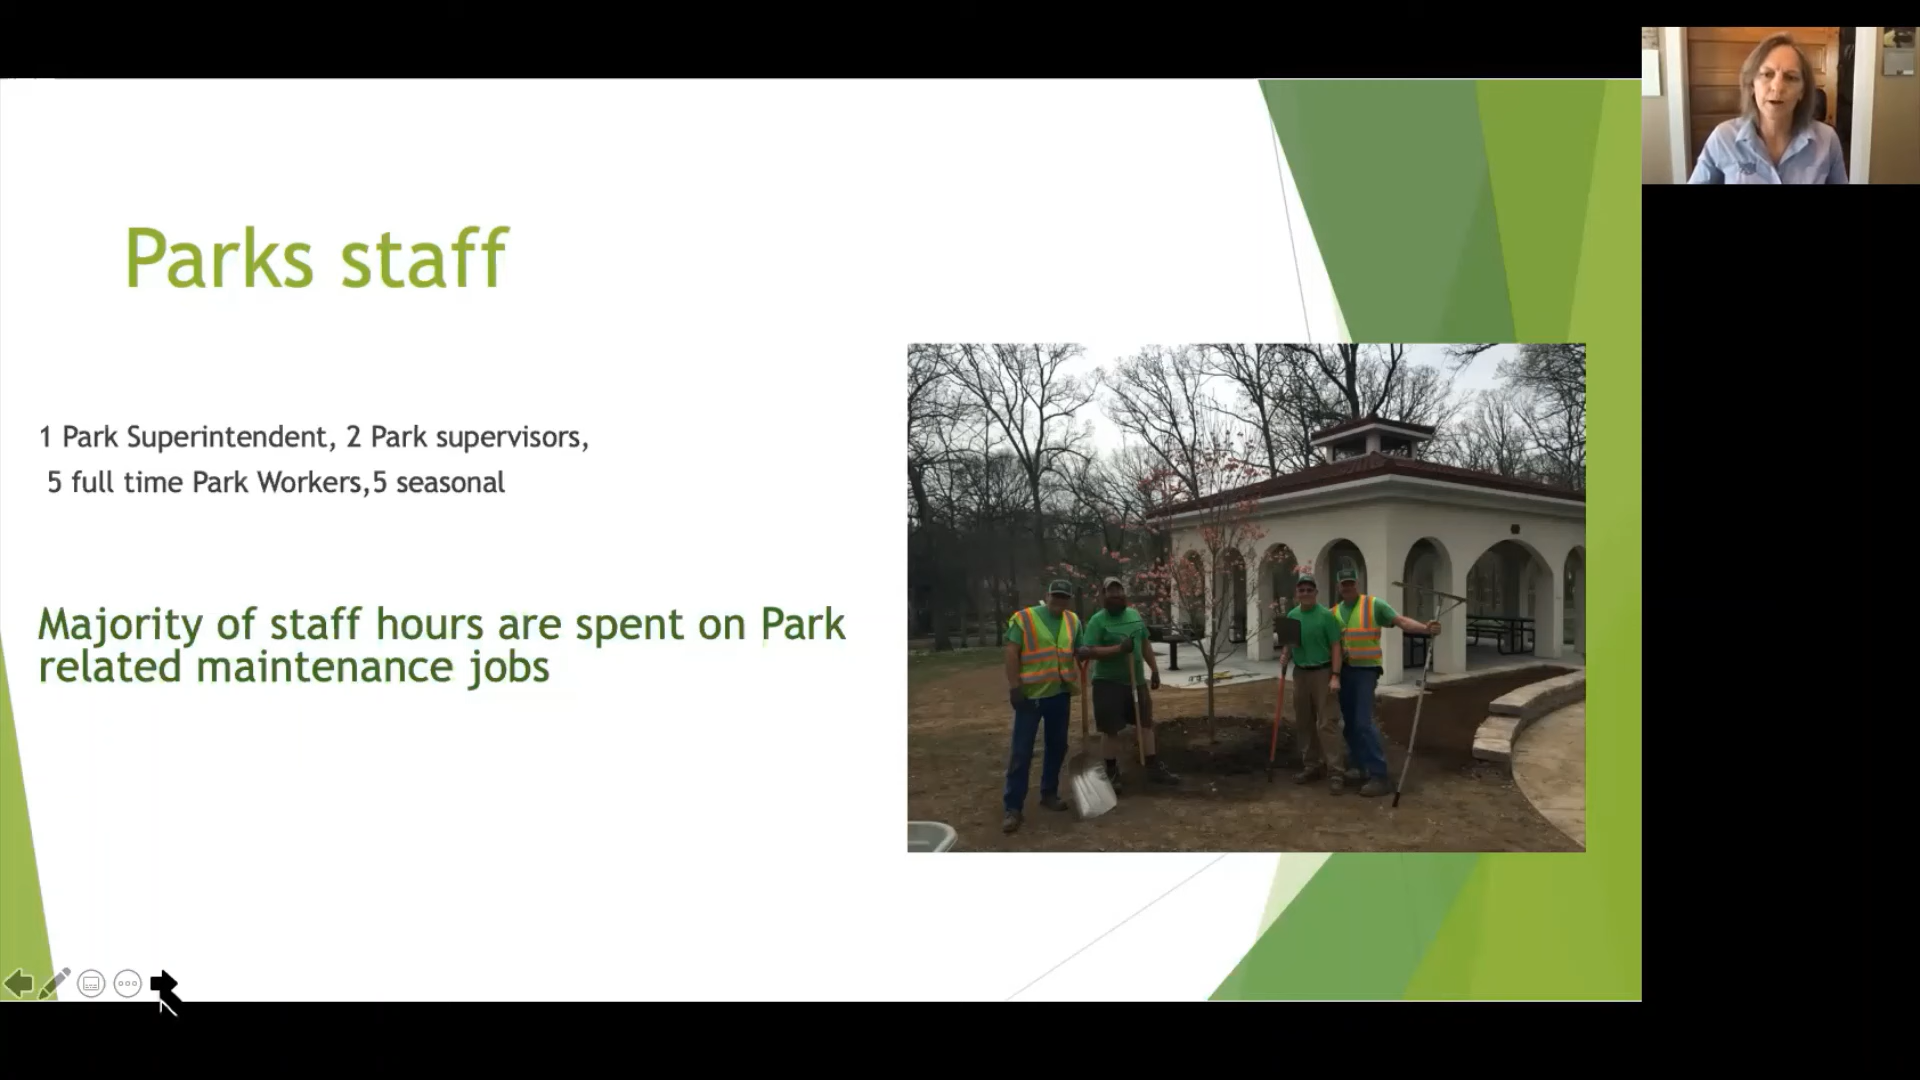 Parks staff
1 Park Superintendent, 2 Park supervisors,
5 full time Park Workers,5 seasonal
Majority of staff hours are spent on Park
related maintenance jobs